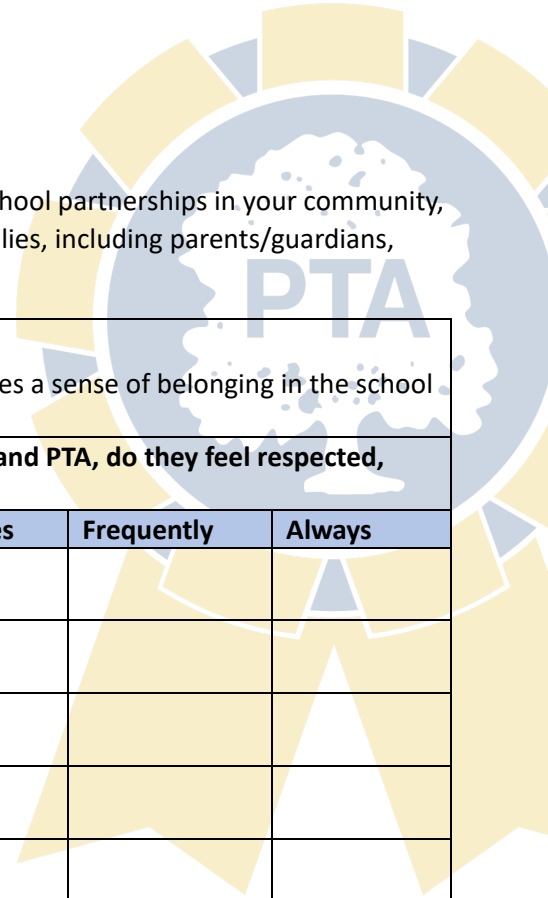 hool partnerships in your community,
lies, including parents/guardians,
PTA
es a sense of belonging in the school
and PTA, do they feel respected,
es Frequently Always